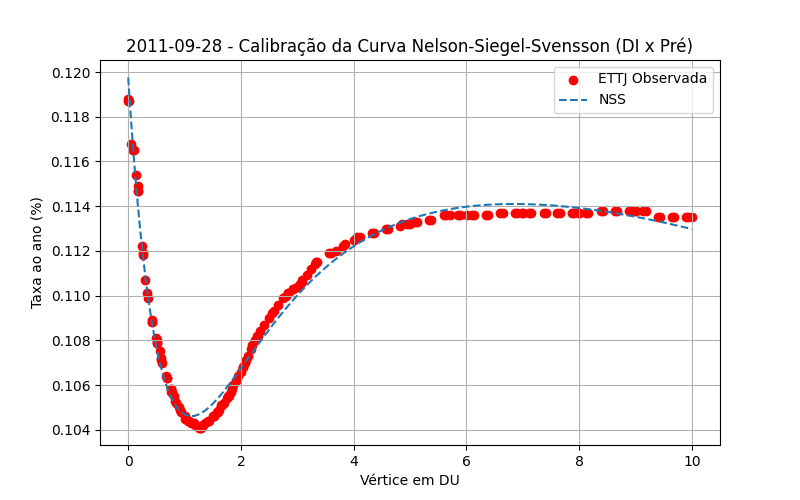 2011-09-28 - Calibração da Curva Nelson-Siegel-Svensson (DI x Pré)
ETTJ Observada
NSS
Taxa ao ano (%)
0.120
0.118
0.116
0.114
0.112
0.110
0.108
0.106
0.104
0 2 4 6 8 10
Vértice em DU